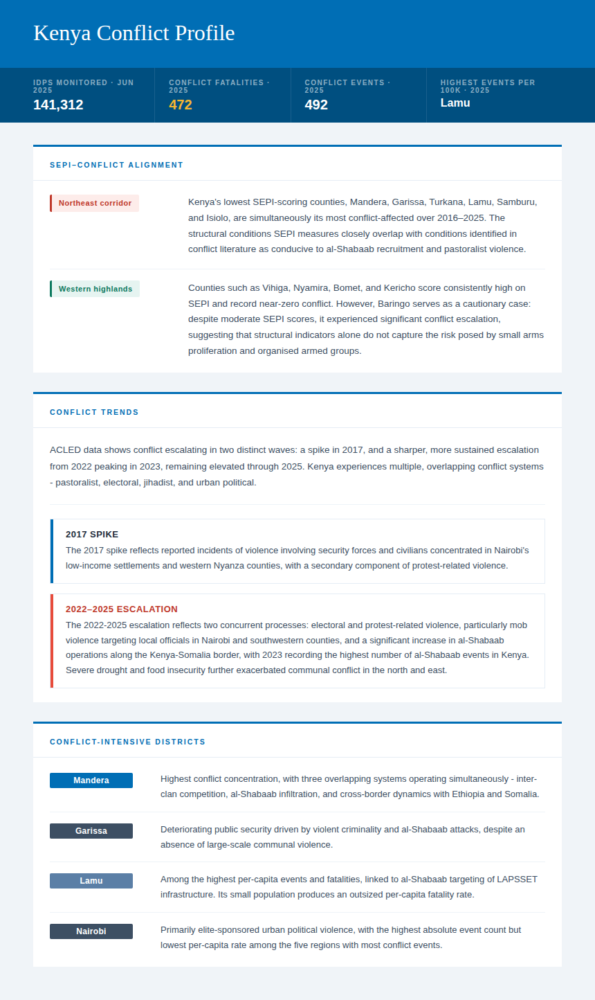 Kenya Conflict Profile
IDPS MONITORED · JUN
2025
141,312
CONFLICT FATALITIES ·
2025
472
CONFLICT EVENTS ·
2025
492
HIGHEST EVENTS PER
100K · 2025
Lamu
SEPI–CONFLICT ALIGNMENT
Northeast corridor
Kenya's lowest SEPI-scoring counties, Mandera, Garissa, Turkana, Lamu, Samburu,
and Isiolo, are simultaneously its most conflict-affected over 2016–2025. The
structural conditions SEPI measures closely overlap with conditions identified in
conflict literature as conducive to al-Shabaab recruitment and pastoralist violence.
Western highlands
Counties such as Vihiga, Nyamira, Bomet, and Kericho score consistently high on
SEPI and record near-zero conflict. However, Baringo serves as a cautionary case:
despite moderate SEPI scores, it experienced significant conflict escalation,
suggesting that structural indicators alone do not capture the risk posed by small arms
proliferation and organised armed groups.
CONFLICT TRENDS
ACLED data shows conflict escalating in two distinct waves: a spike in 2017, and a sharper, more sustained escalation
from 2022 peaking in 2023, remaining elevated through 2025. Kenya experiences multiple, overlapping conflict systems
- pastoralist, electoral, jihadist, and urban political.
2017 SPIKE
The 2017 spike reflects reported incidents of violence involving security forces and civilians concentrated in Nairobi's
low-income settlements and western Nyanza counties, with a secondary component of protest-related violence.
2022–2025 ESCALATION
The 2022-2025 escalation reflects two concurrent processes: electoral and protest-related violence, particularly mob
violence targeting local officials in Nairobi and southwestern counties, and a significant increase in al-Shabaab
operations along the Kenya-Somalia border, with 2023 recording the highest number of al-Shabaab events in Kenya.
Severe drought and food insecurity further exacerbated communal conflict in the north and east.
CONFLICT-INTENSIVE DISTRICTS
Mandera
Highest conflict concentration, with three overlapping systems operating simultaneously - inter-
clan competition, al-Shabaab infiltration, and cross-border dynamics with Ethiopia and Somalia.
Garissa
Deteriorating public security driven by violent criminality and al-Shabaab attacks, despite an
absence of large-scale communal violence.
Lamu
Among the highest per-capita events and fatalities, linked to al-Shabaab targeting of LAPSSET
infrastructure. Its small population produces an outsized per-capita fatality rate.
Nairobi
Primarily elite-sponsored urban political violence, with the highest absolute event count but
lowest per-capita rate among the five regions with most conflict events.